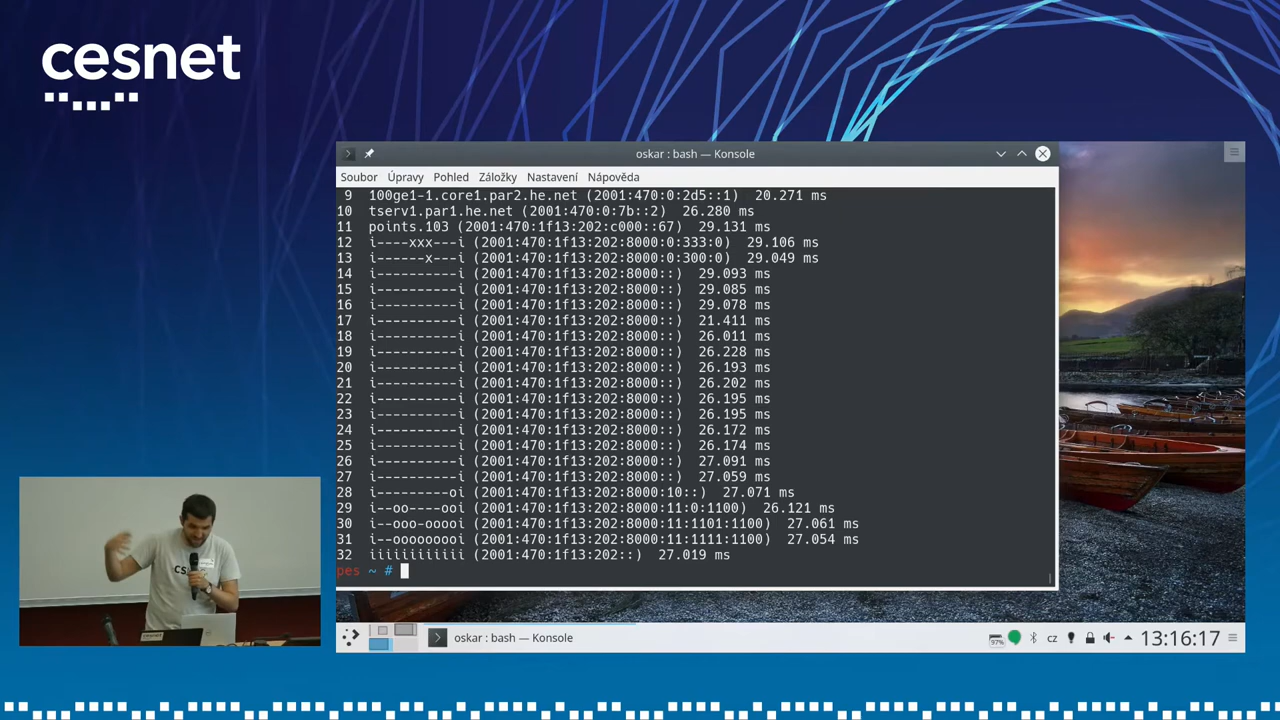 cesnet
oskar : bash — Konsole
Soubor Úpravy Pohled Záložky Nastavení Nápověda
9 100ge1-1.core1.par2.he.net (2001:470:0:2d5::1) 20.271 ms
10 tserv1.par1.he.net (2001:470:0:7b::2) 26.280 ms
11 points.103 (2001:470:1f13:202:c000::67) 29.131 ms
12 i----xxx---i (2001:470:1f13:202:8000:0:333:0) 29.106 ms
13 i------x---i (2001:470:1f13:202:8000:0:300:0) 29.049 ms
14 i----------i (2001:470:1f13:202:8000::) 29.093 ms
15 i----------i (2001:470:1f13:202:8000::) 29.085 ms
16 i----------i (2001:470:1f13:202:8000::) 29.078 ms
17 i----------i (2001:470:1f13:202:8000::) 21.411 ms
18 i----------i (2001:470:1f13:202:8000::) 26.011 ms
19 i----------i (2001:470:1f13:202:8000::) 26.228 ms
20 i----------i (2001:470:1f13:202:8000::) 26.193 ms
21 i----------i (2001:470:1f13:202:8000::) 26.202 ms
22 i----------i (2001:470:1f13:202:8000::) 26.195 ms
23 i----------i (2001:470:1f13:202:8000::) 26.195 ms
24 i----------i (2001:470:1f13:202:8000::) 26.172 ms
25 i----------i (2001:470:1f13:202:8000::) 26.174 ms
26 i----------i (2001:470:1f13:202:8000::) 27.091 ms
27 i----------i (2001:470:1f13:202:8000::) 27.059 ms
28 i---------oi (2001:470:1f13:202:8000:10::) 27.071 ms
29 i--oo----ooi (2001:470:1f13:202:8000:11:0:1100) 26.121 ms
30 i--ooo-ooooi (2001:470:1f13:202:8000:11:1101:1100) 27.061 ms
31 i--ooooooooi (2001:470:1f13:202:8000:11:1111:1100) 27.054 ms
32 iiiiiiiiiiii (2001:470:1f13:202::) 27.019 ms
pes ~ #
oskar : bash — Konsole
97%
cz
13:16:17